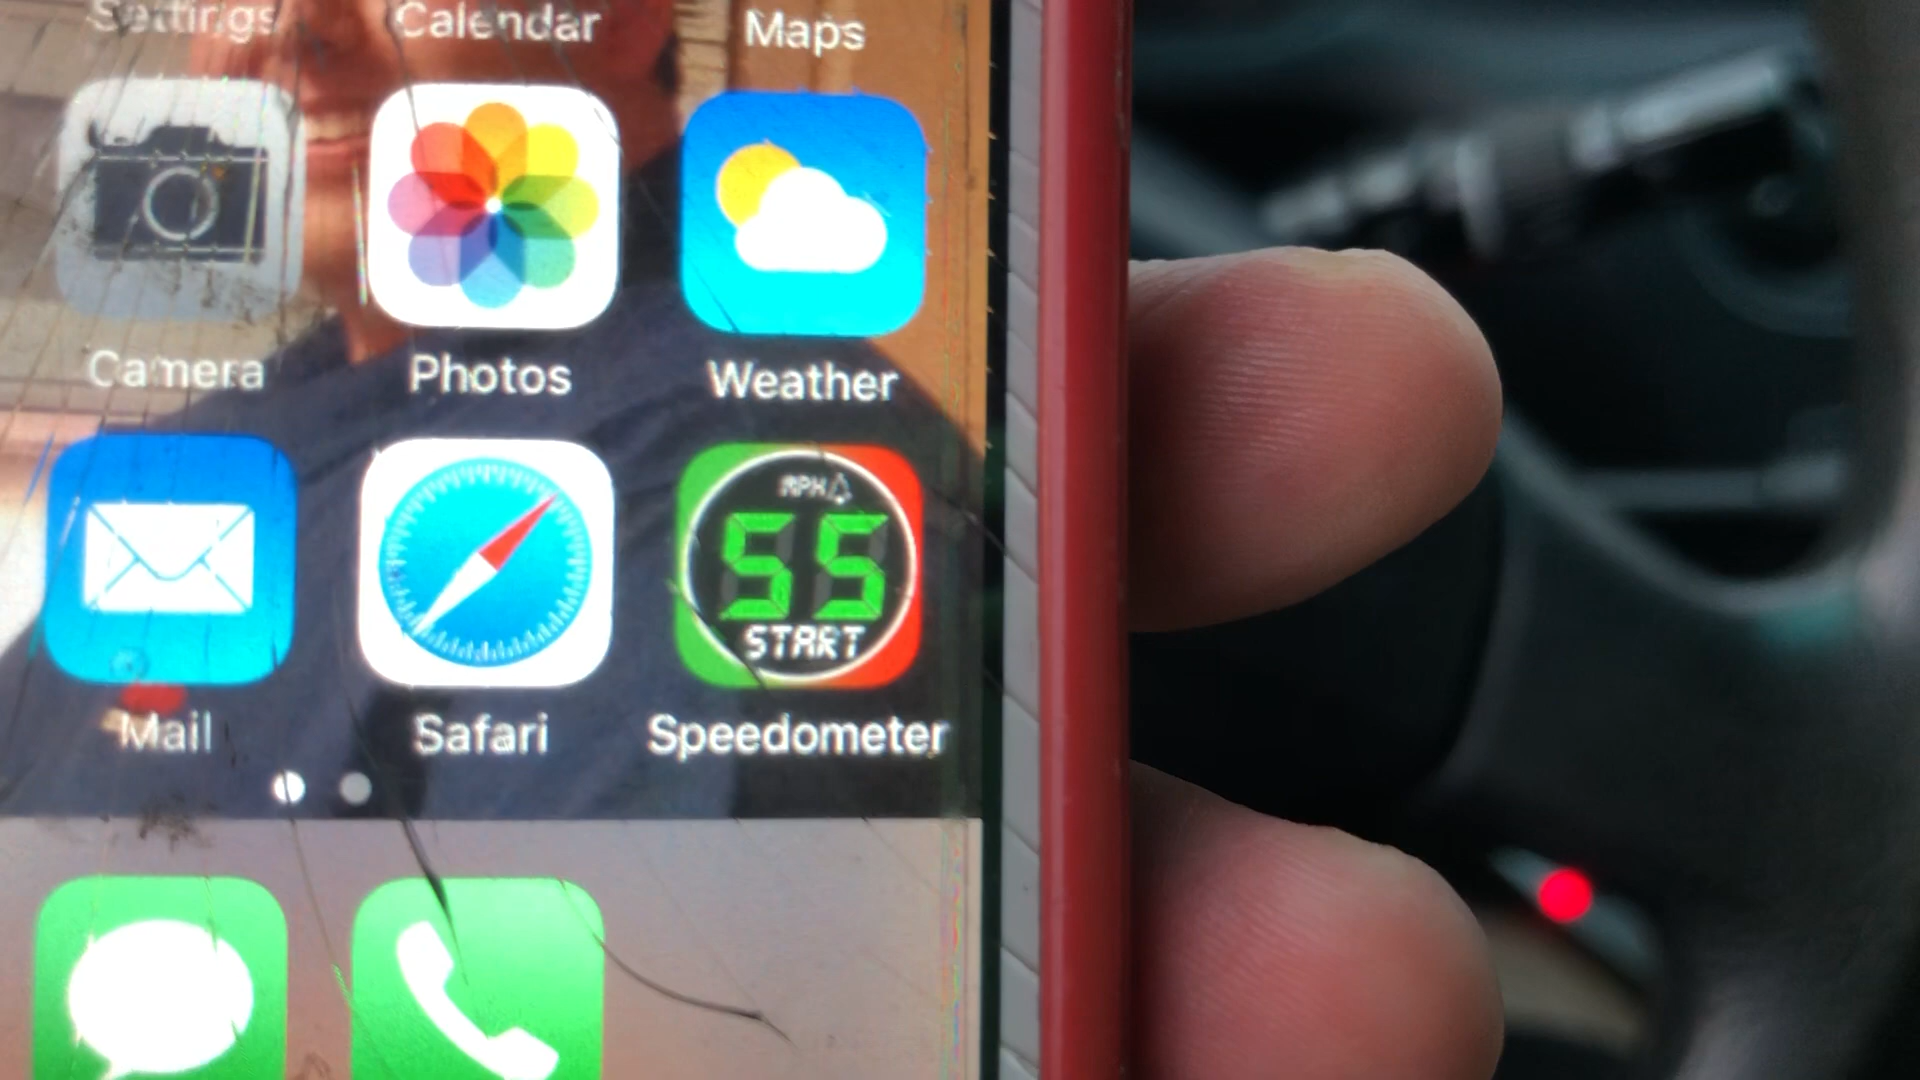 Settings Calendar Maps
Camera Photos Weather
MPH
55
START
Mail Safari Speedometer